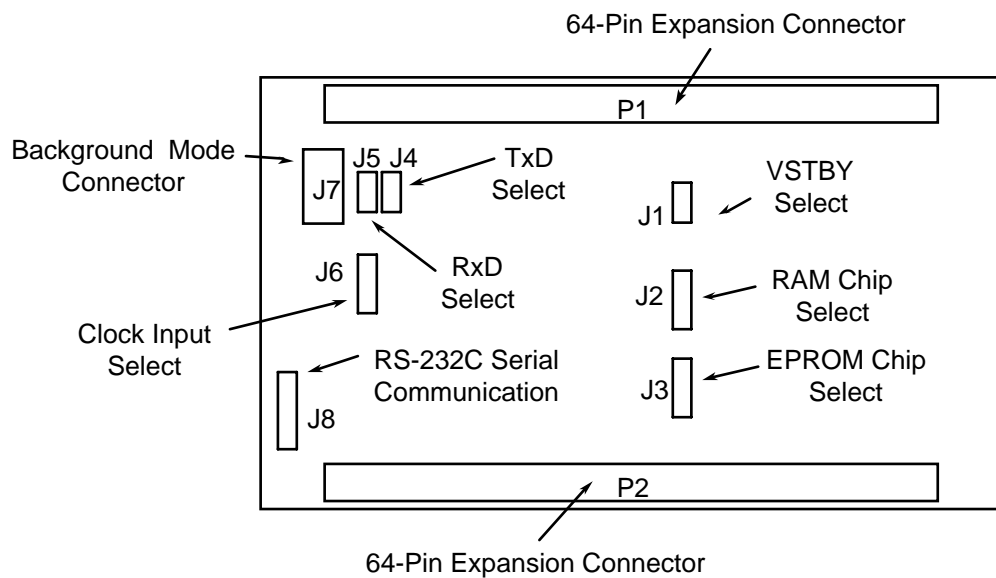 64-Pin Expansion Connector
P1
Background Mode
Connector
J7
J5
J4
TxD
Select
J1
VSTBY
Select
J6
RxD
Select
J2
RAM Chip
Select
Clock Input
Select
RS-232C Serial
Communication
J3
EPROM Chip
Select
J8
P2
64-Pin Expansion Connector